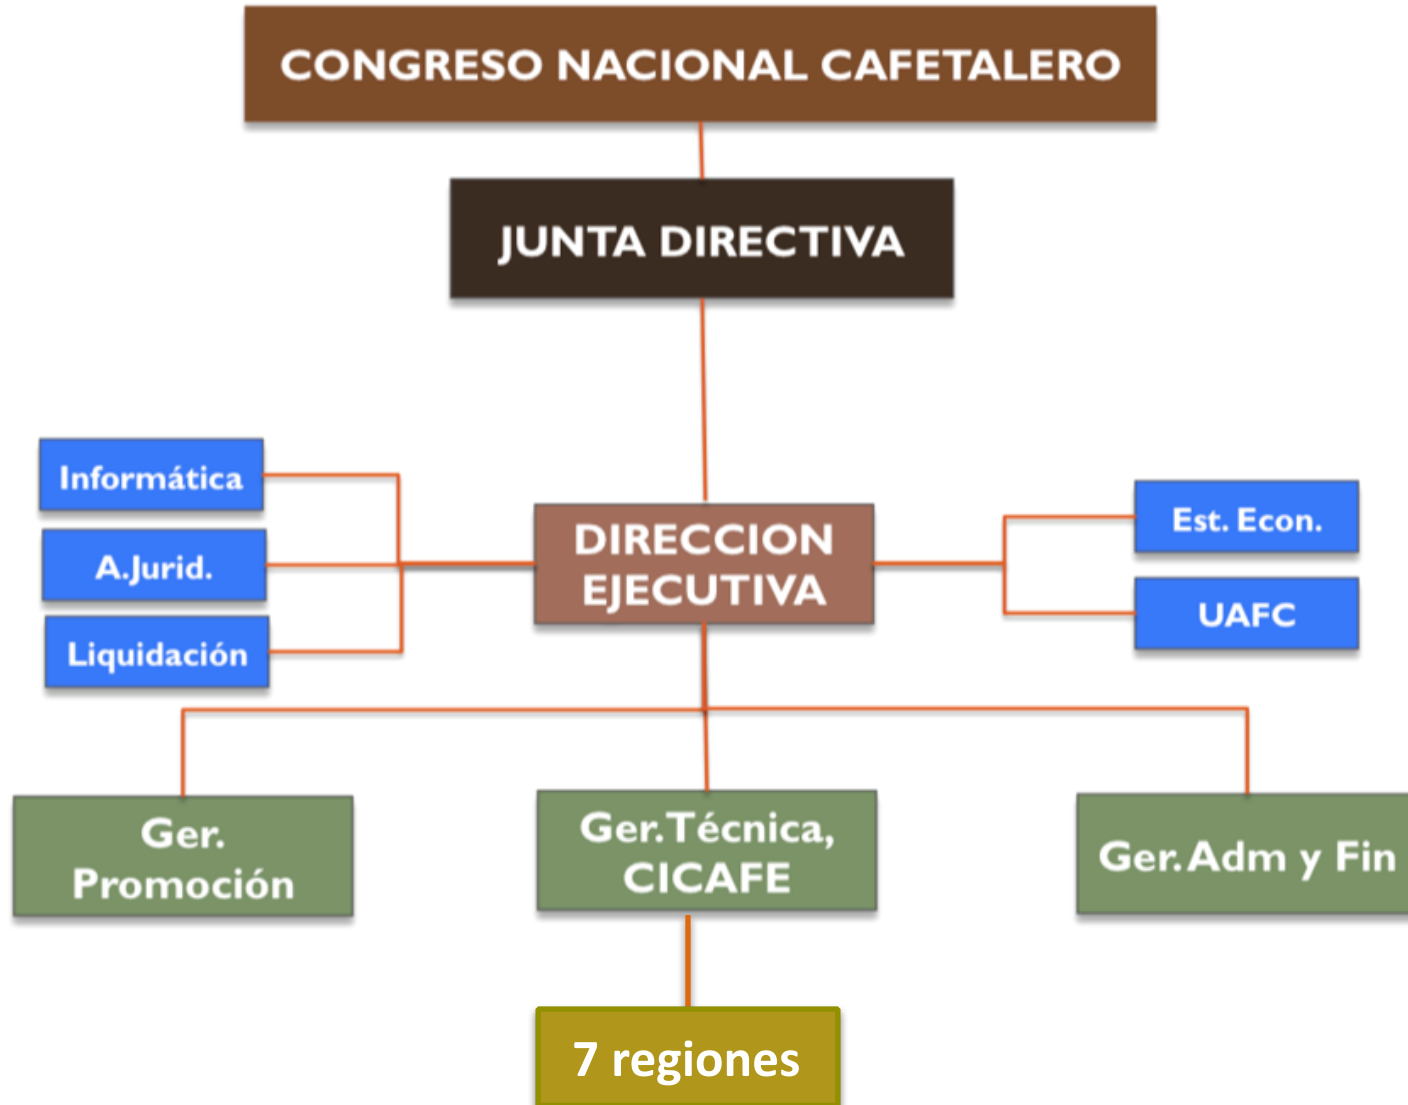 CONGRESO NACIONAL CAFETALERO
JUNTA DIRECTIVA
Informática
A.Jurid.
Liquidación
DIRECCION
EJECUTIVA
Est. Econ.
UAFC
Ger.
Promoción
Ger.Técnica,
CICAFE
Ger. Adm y Fin
7 regiones